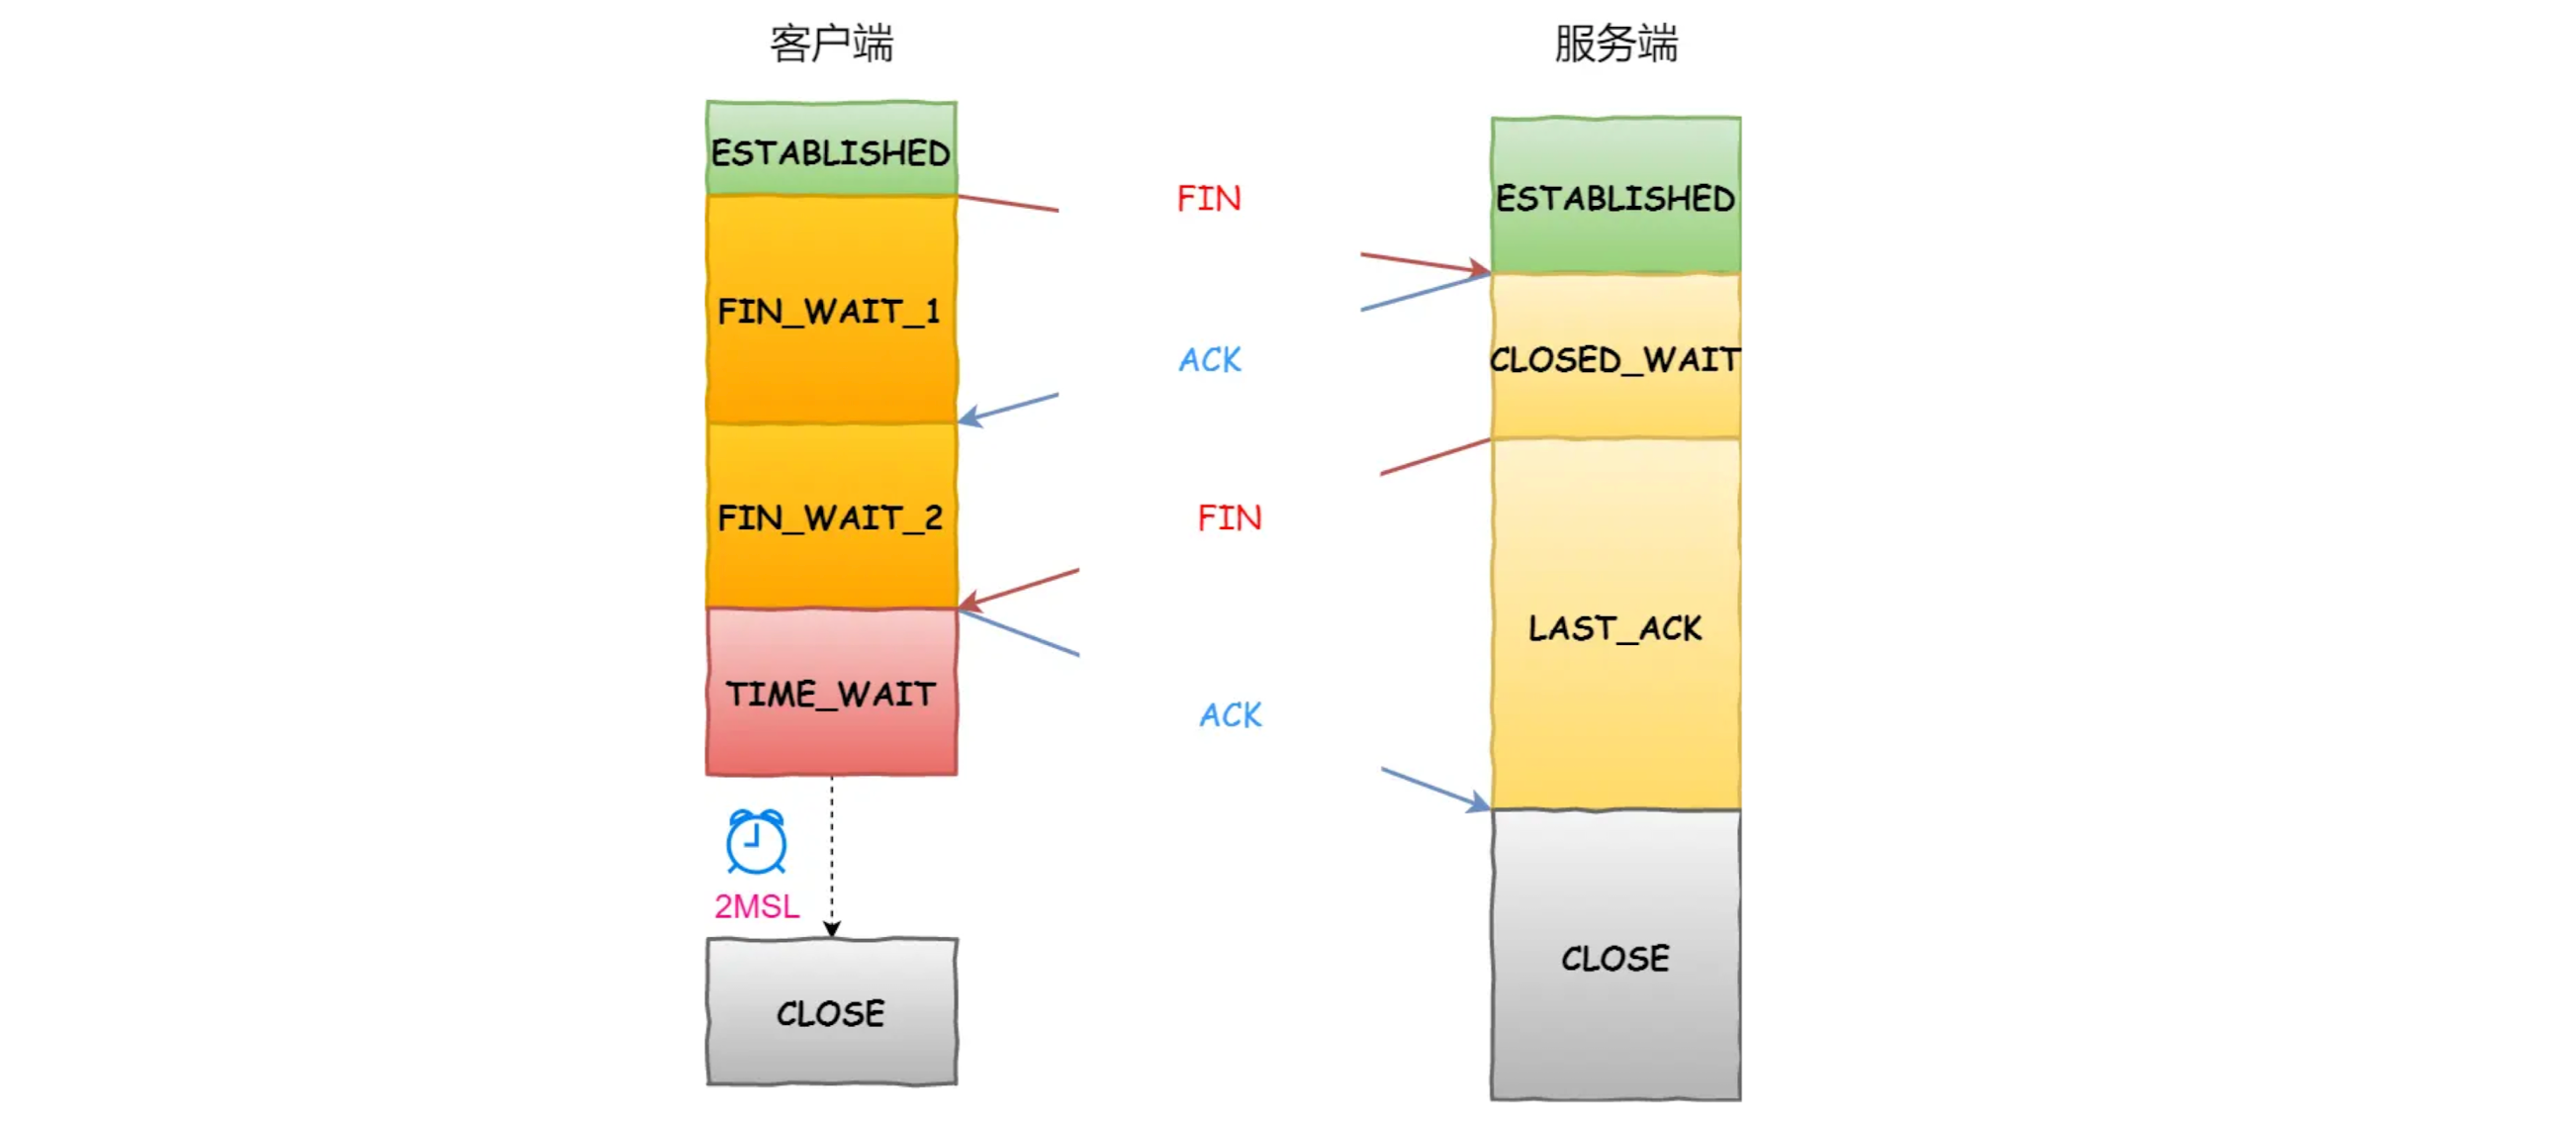 客户端
服务端
ESTABLISHED
ESTABLISHED
FIN
FIN_WAIT_1
ACK
CLOSED_WAIT
FIN_WAIT_2
FIN
LAST_ACK
TIME_WAIT
ACK
2MSL
CLOSE
CLOSE